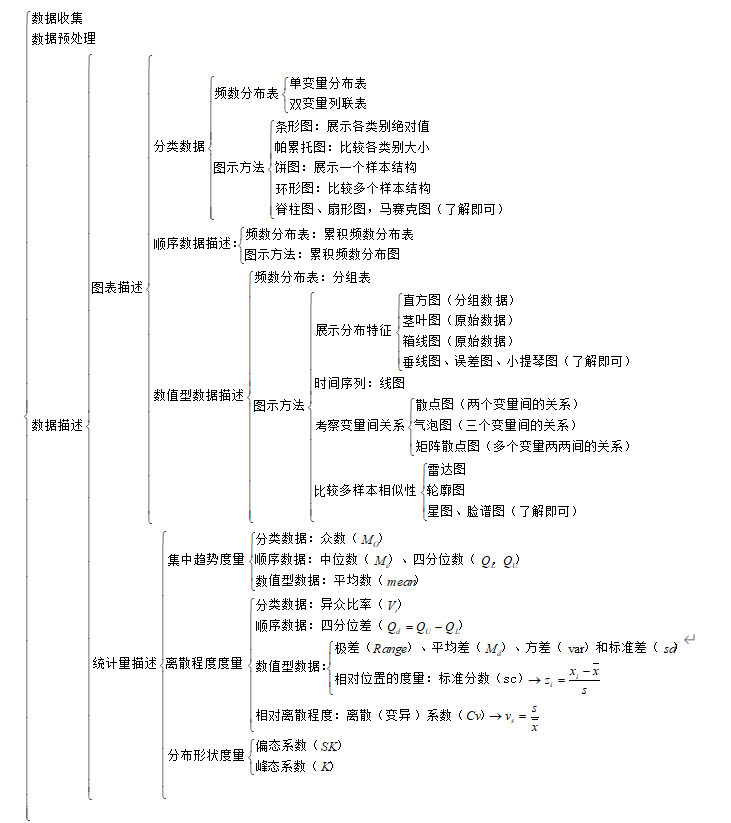 数据收集
数据预处理
数据描述
图表描述
分类数据
频数分布表
单变量分布表
双变量列联表
图示方法
条形图：展示各类别绝对值
帕累托图：比较各类别大小
饼图：展示一个样本结构
环形图：比较多个样本结构
脊柱图、扇形图，马赛克图（了解即可）
顺序数据描述：
频数分布表：累积频数分布表
图示方法：累积频数分布图
数值型数据描述
频数分布表：分组表
图示方法
展示分布特征
直方图（分组数据）
茎叶图（原始数据）
箱线图（原始数据）
垂线图、误差图、小提琴图（了解即可）
时间序列：线图
考察变量间关系
散点图（两个变量间的关系）
气泡图（三个变量间的关系）
矩阵散点图（多个变量两两间的关系）
比较多样本相似性
雷达图
轮廓图
星图、脸谱图（了解即可）
统计量描述
集中趋势度量
分类数据：众数（M_O）
顺序数据：中位数（M_e）、四分位数（Q_L, Q_U）
数值型数据：平均数（mean）
离散程度度量
分类数据：异众比率（V_r）
顺序数据：四分位差（Q_d = Q_U − Q_L）
数值型数据：
极差（Range）、平均差（M_d）、方差（var）和标准差（sd）
相对位置的度量：标准分数（sc）→ z_i = (x_i − x̄) / s
相对离散程度：离散（变异）系数（Cv）→ v_s = s / x̄
分布形状度量
偏态系数（SK）
峰态系数（K）